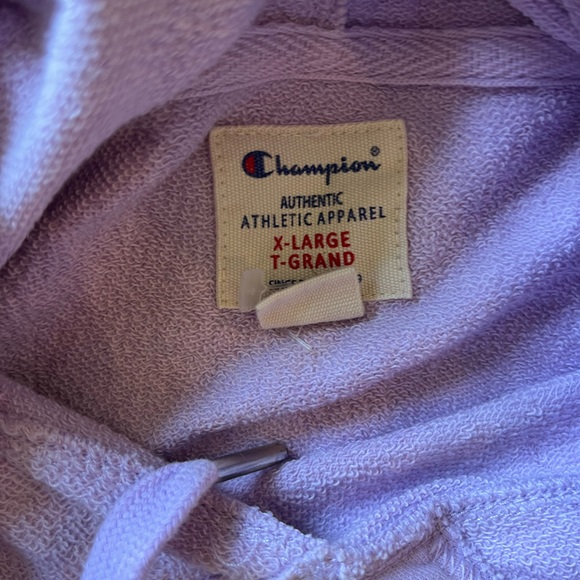 Champion®
AUTHENTIC
ATHLETIC APPAREL
X-LARGE
T-GRAND